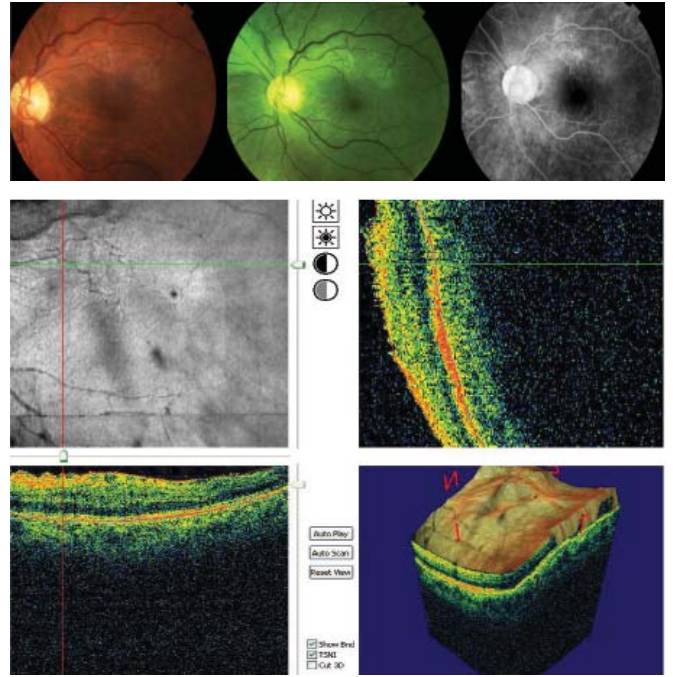 Auto Play
Auto Scan
Reset View
N
Show Bnd
TSNI
Cut 3D